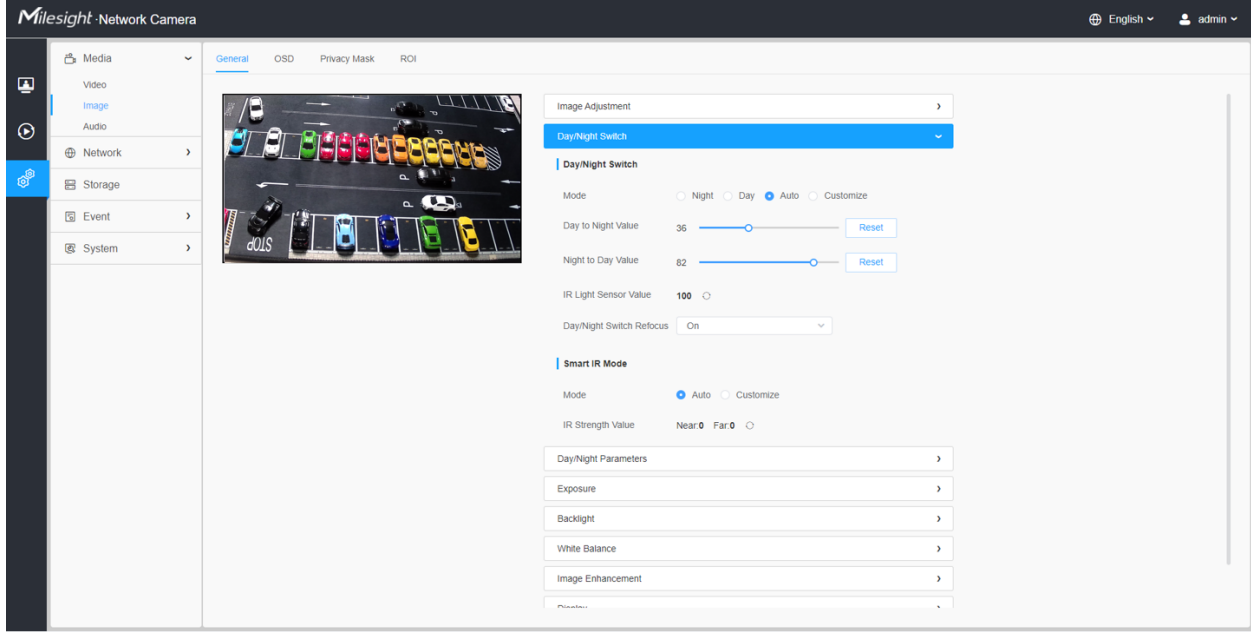 Milesight ·Network Camera
English
admin
Media
Video
Image
Audio
Network
Storage
Event
System
General OSD Privacy Mask ROI
P
P
STOP
Image Adjustment
Day/Night Switch
Day/Night Switch
Mode Night Day Auto Customize
Day to Night Value 36 Reset
Night to Day Value 82 Reset
IR Light Sensor Value 100
Day/Night Switch Refocus On
Smart IR Mode
Mode Auto Customize
IR Strength Value Near:0 Far:0
Day/Night Parameters
Exposure
Backlight
White Balance
Image Enhancement
Display